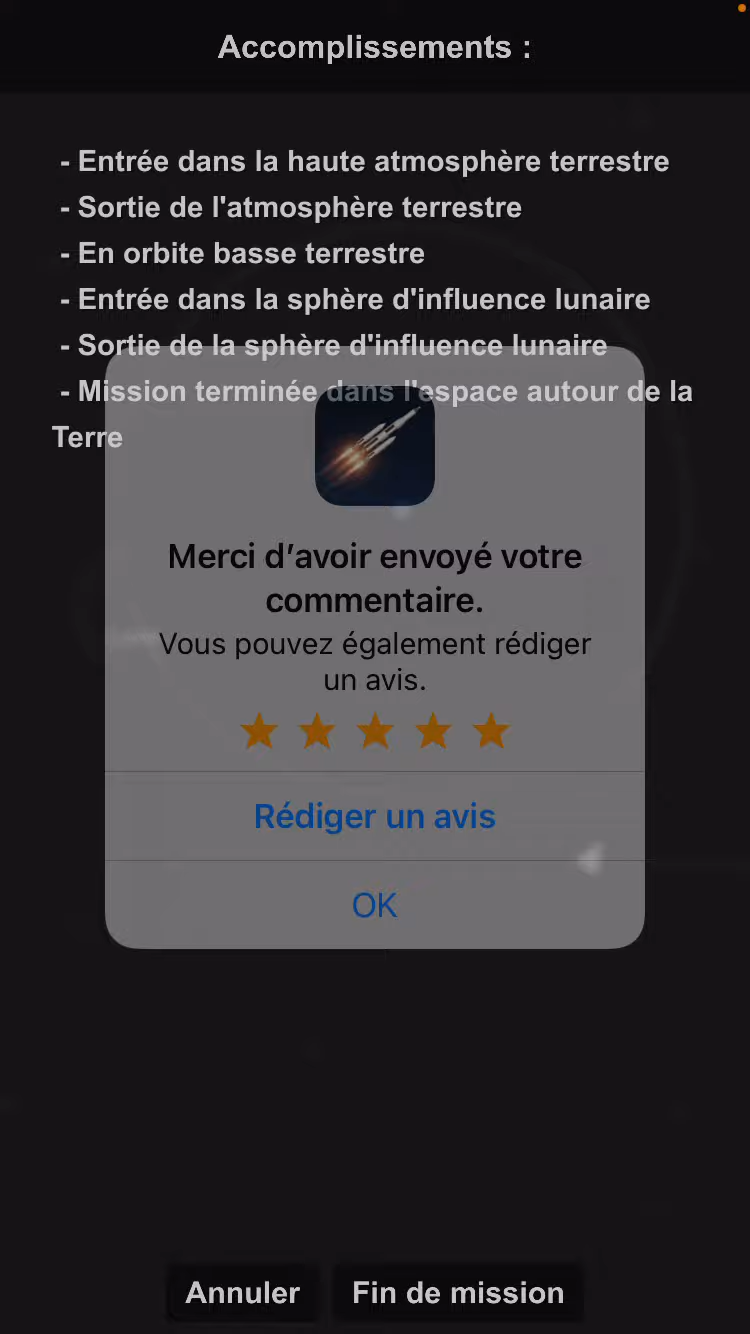 Accomplissements :
- Entrée dans la haute atmosphère terrestre
- Sortie de l'atmosphère terrestre
- En orbite basse terrestre
- Entrée dans la sphère d'influence lunaire
- Sortie de la sphère d'influence lunaire
- Mission terminée dans l'espace autour de la
Terre
Merci d’avoir envoyé votre
commentaire.
Vous pouvez également rédiger
un avis.
Rédiger un avis
OK
Annuler
Fin de mission